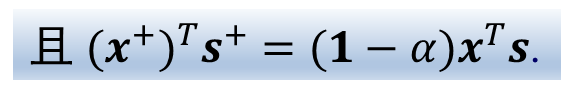 且 (x⁺)ᵀs⁺ = (1 − α)xᵀs.